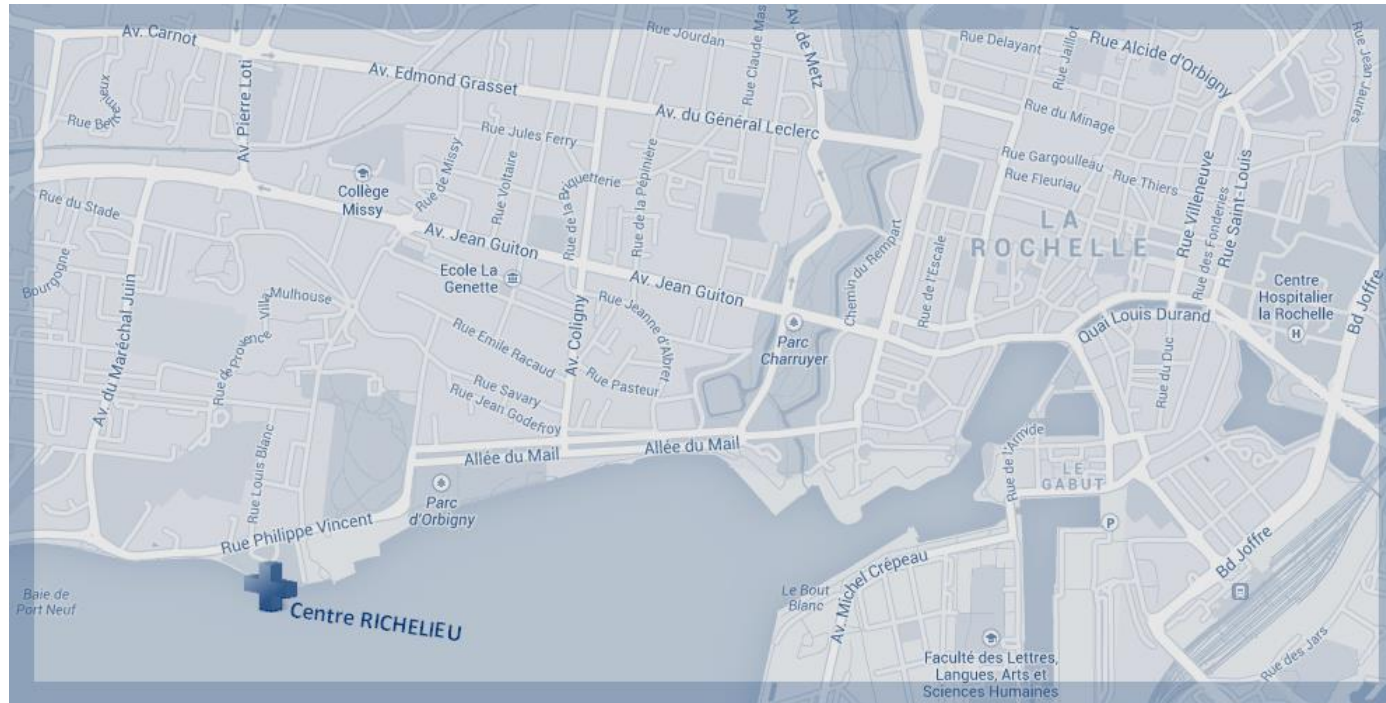 Av. Carnot
Rue Jourdan
Rue Claude Mas
Av. de Metz
Rue Delayant
Rue Jaillot
Rue Alcide d'Orbigny
Rue Jean Jaurès
Av. Edmond Grasset
Av. Pierre Loti
Av. du Général Leclerc
Rue du Minage
Rue Jules Ferry
Rue de Missy
Rue Voltaire
Rue de la Briquetterie
Rue de la Pépinière
Rue Gargoulleau
Rue Thiers
Rue Fleuriau
Rue Villeneuve
Rue des Fonderies
Rue Saint-Louis
Collège
Missy
Rue du Stade
LA
ROCHELLE
Av. Jean Guiton
Bourgogne
Ecole La
Genette
Av. Jean Guiton
Chemin du Rempart
Rue de l'Escale
Centre
Hospitalier
la Rochelle
H
Bd Joffre
Villa
Mulhouse
Rue de Provence
Av. du Maréchal Juin
Rue Jeanne d'Albret
Rue Emile Racaud
Av. Coligny
Quai Louis Durand
Parc
Charruyer
Rue du Duc
Rue Pasteur
Rue Savary
Rue Jean Godefroy
Rue Louis Blanc
Allée du Mail
Allée du Mail
LE
GABUT
Parc
d'Orbigny
Rue Philippe Vincent
P
Bd Joffre
Av. Michel Crépeau
Baie de
Port Neuf
Le Bout
Blanc
Centre RICHELIEU
Faculté des Lettres,
Langues, Arts et
Sciences Humaines
Rue des Jars